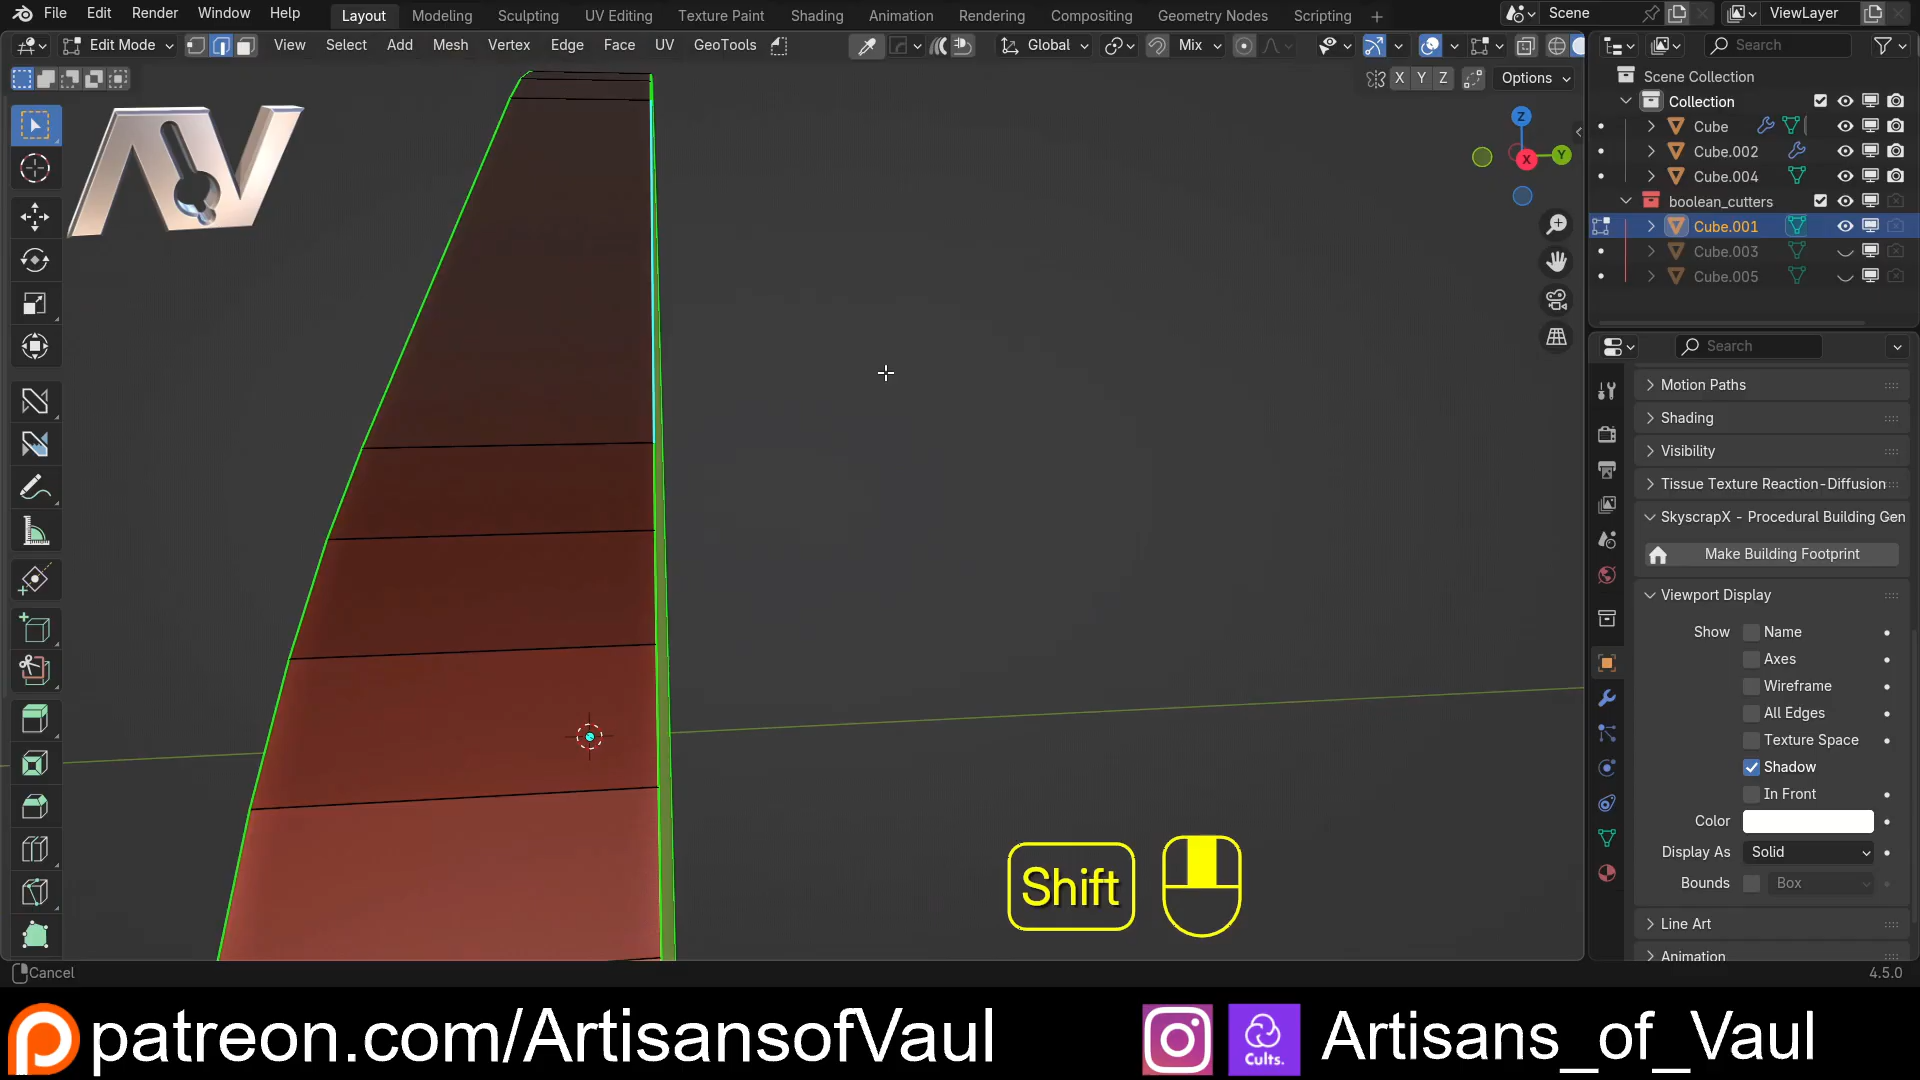 File Edit Render Window Help Layout Modeling Sculpting UV Editing Texture Paint Shading Animation Rendering Compositing Geometry Nodes Scripting + Scene ViewLayer
Edit Mode View Select Add Mesh Vertex Edge Face UV GeoTools Global Mix Search
X Y Z Options
Scene Collection
Collection
Cube
Cube.002
Cube.004
boolean_cutters
Cube.001
Cube.003
Cube.005
Z
Y
X
AV
Search
Motion Paths
Shading
Visibility
Tissue Texture Reaction-Diffusion
SkyscrapX - Procedural Building Gen
Make Building Footprint
Viewport Display
Show Name
Axes
Wireframe
All Edges
Texture Space
Shadow
In Front
Color
Display As Solid
Bounds Box
Line Art
Animation
Shift
Cancel
4.5.0
patreon.com/ArtisansofVaul
Cults.
Artisans_of_Vaul